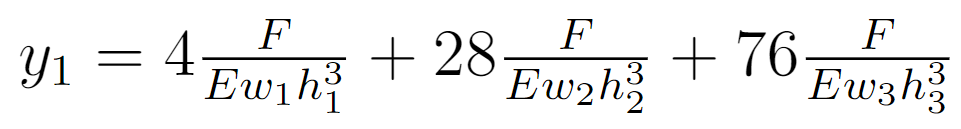 y₁ = 4 F/(Ew₁h₁³) + 28 F/(Ew₂h₂³) + 76 F/(Ew₃h₃³)